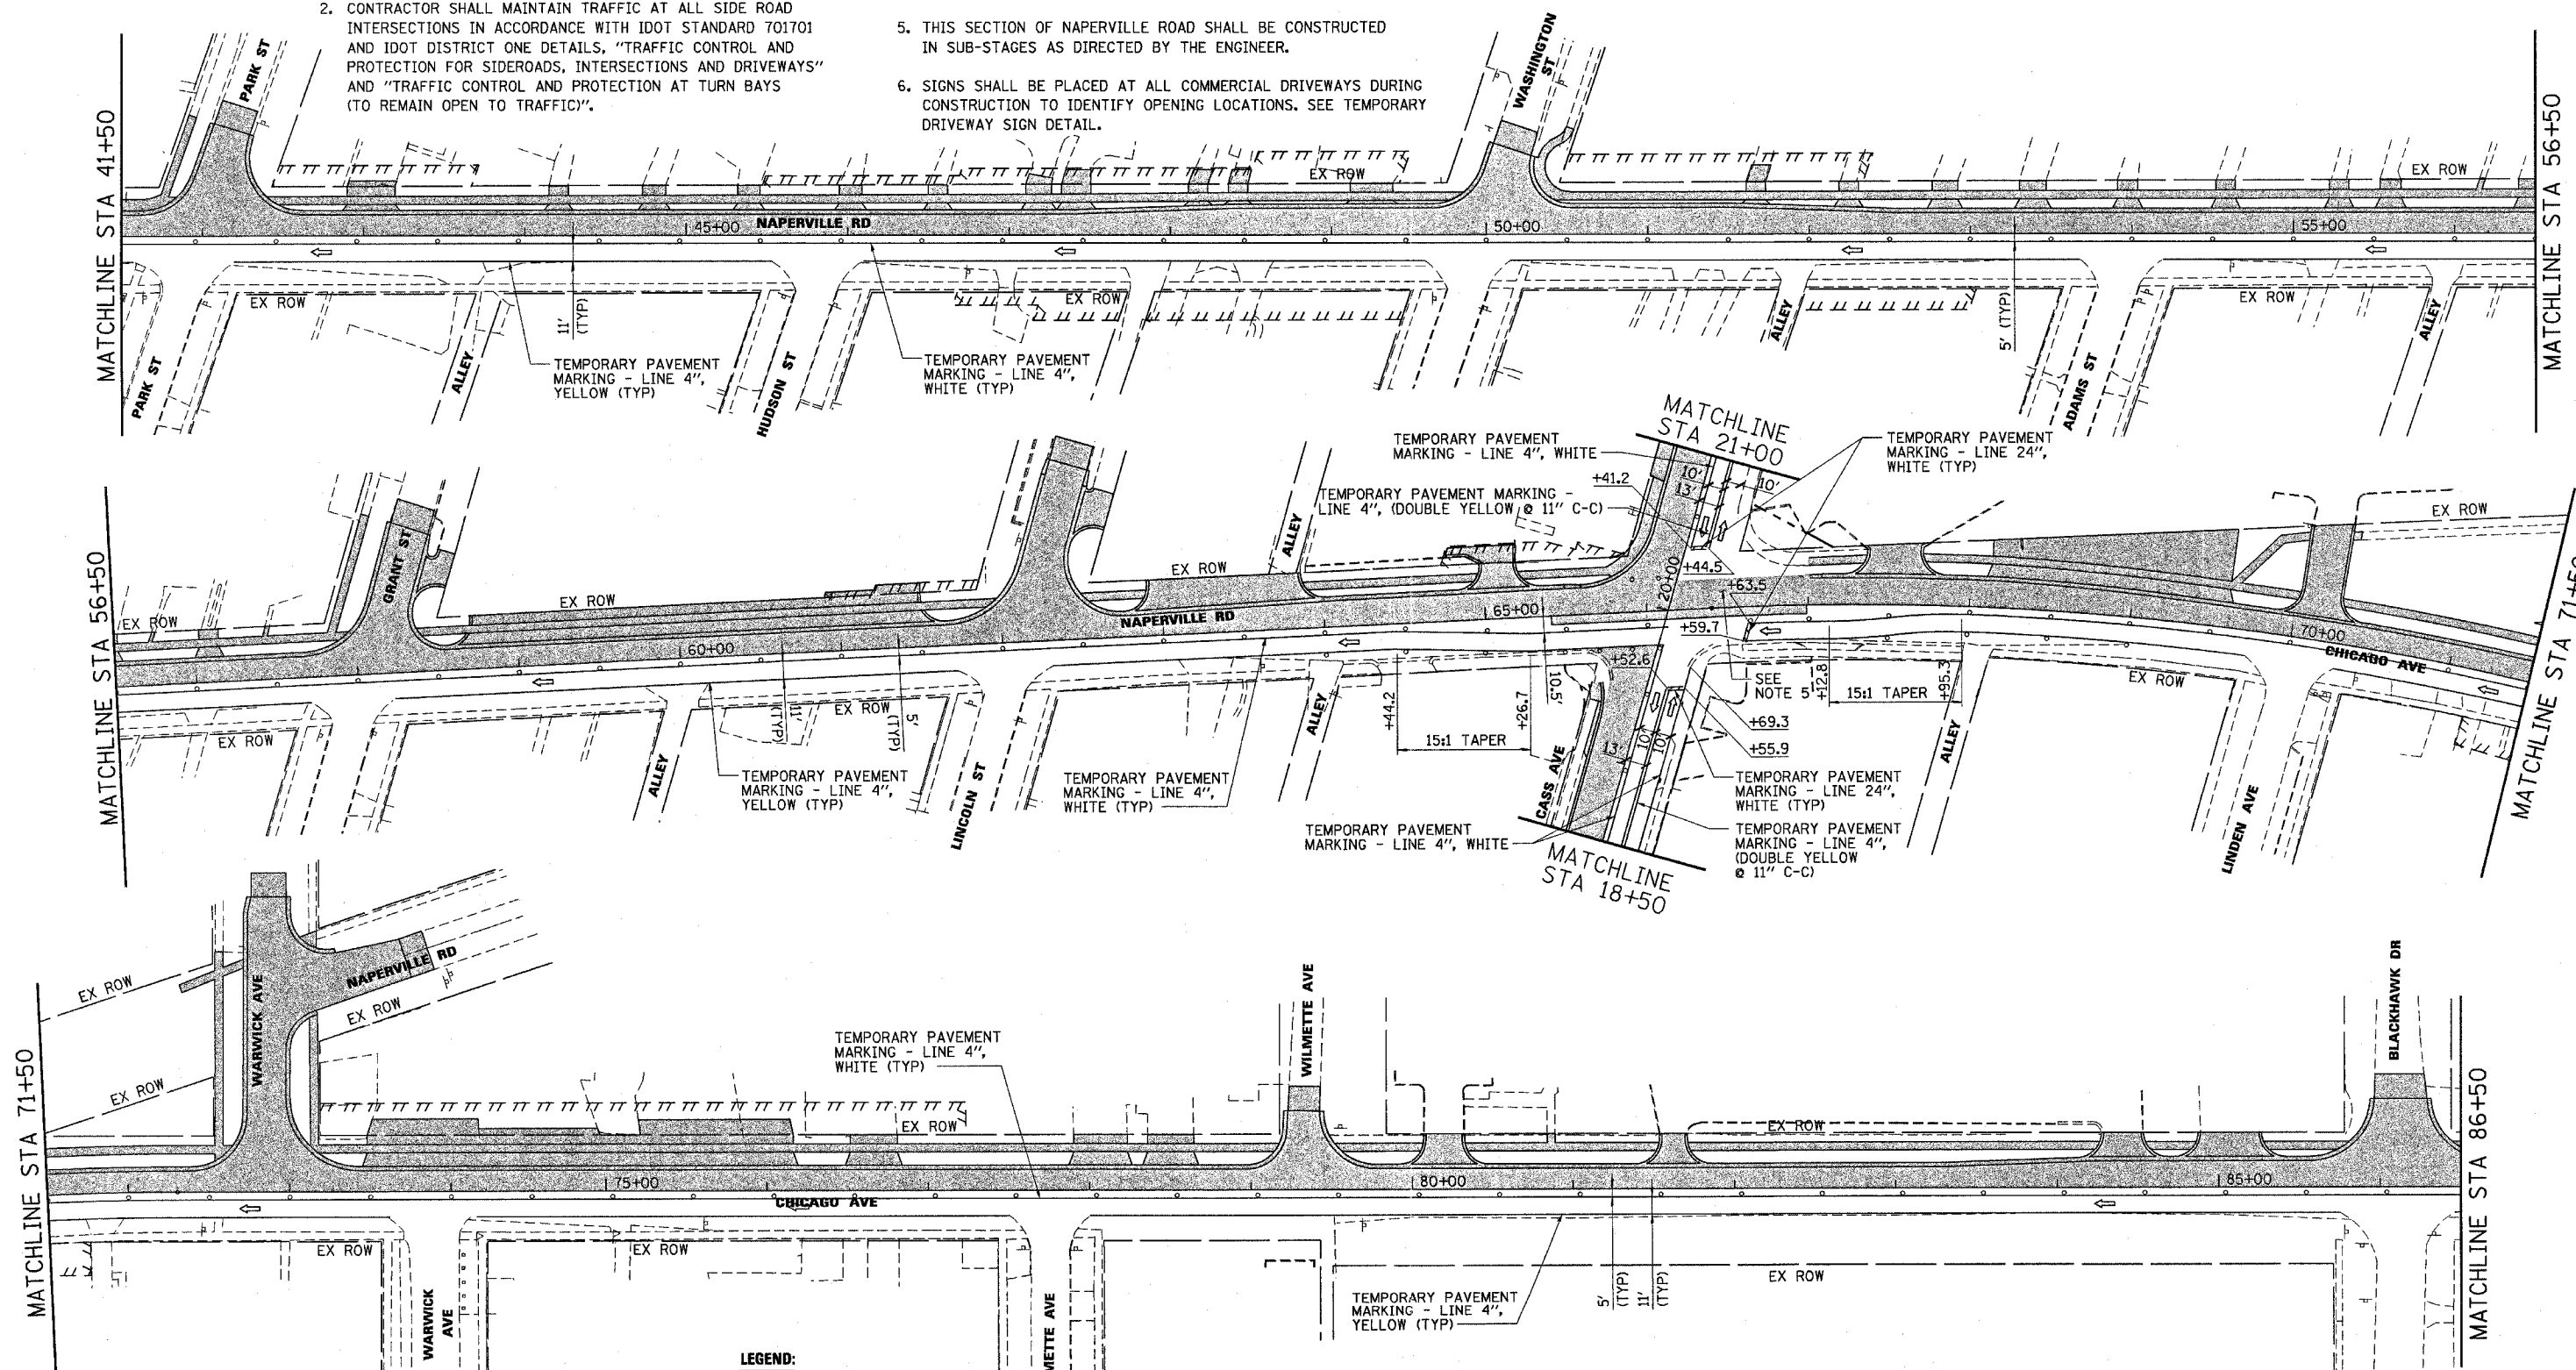 2. CONTRACTOR SHALL MAINTAIN TRAFFIC AT ALL SIDE ROAD
INTERSECTIONS IN ACCORDANCE WITH IDOT STANDARD 701701
AND IDOT DISTRICT ONE DETAILS, "TRAFFIC CONTROL AND
PROTECTION FOR SIDEROADS, INTERSECTIONS AND DRIVEWAYS"
AND "TRAFFIC CONTROL AND PROTECTION AT TURN BAYS
(TO REMAIN OPEN TO TRAFFIC)".
5. THIS SECTION OF NAPERVILLE ROAD SHALL BE CONSTRUCTED
IN SUB-STAGES AS DIRECTED BY THE ENGINEER.
6. SIGNS SHALL BE PLACED AT ALL COMMERCIAL DRIVEWAYS DURING
CONSTRUCTION TO IDENTIFY OPENING LOCATIONS. SEE TEMPORARY
DRIVEWAY SIGN DETAIL.
MATCHLINE STA 41+50
PARK ST
WASHINGTON
ST
MATCHLINE STA 56+50
EX ROW
EX ROW
45+00
NAPERVILLE RD
50+00
55+00
EX ROW
EX ROW
EX ROW
PARK ST
ALLEY
11'
(TYP)
TEMPORARY PAVEMENT
MARKING - LINE 4",
YELLOW (TYP)
HUDSON ST
TEMPORARY PAVEMENT
MARKING - LINE 4",
WHITE (TYP)
ALLEY
5' (TYP)
ADAMS ST
ALLEY
MATCHLINE STA 56+50
MATCHLINE
STA 21+00
TEMPORARY PAVEMENT
MARKING - LINE 4", WHITE
+41.2
TEMPORARY PAVEMENT MARKING -
LINE 4", (DOUBLE YELLOW @ 11" C-C)
TEMPORARY PAVEMENT
MARKING - LINE 24",
WHITE (TYP)
10'
13'
10'
EX ROW
GRANT ST
EX ROW
EX ROW
ALLEY
EX ROW
+44.5
+63.5
20+00
60+00
NAPERVILLE RD
65+00
+59.7
+52.6
70+00
CHICAGO AVE
MATCHLINE STA 71+50
EX ROW
ALLEY
11'
(TYP)
EX ROW
5'
(TYP)
LINCOLN ST
ALLEY
+44.2
15:1 TAPER
+26.7
10.5'
SEE
NOTE 5
+12.8
15:1 TAPER
+95.3
EX ROW
ALLEY
LINDEN AVE
13'
10'
10'
+69.3
+55.9
CASS AVE
TEMPORARY PAVEMENT
MARKING - LINE 4",
YELLOW (TYP)
TEMPORARY PAVEMENT
MARKING - LINE 4",
WHITE (TYP)
TEMPORARY PAVEMENT
MARKING - LINE 24",
WHITE (TYP)
TEMPORARY PAVEMENT
MARKING - LINE 4", WHITE
TEMPORARY PAVEMENT
MARKING - LINE 4",
(DOUBLE YELLOW
@ 11" C-C)
MATCHLINE
STA 18+50
MATCHLINE STA 71+50
EX ROW
EX ROW
WARWICK AVE
NAPERVILLE RD
EX ROW
TEMPORARY PAVEMENT
MARKING - LINE 4",
WHITE (TYP)
EX ROW
WILMETTE AVE
EX ROW
BLACKHAWK DR
MATCHLINE STA 86+50
75+00
CHICAGO AVE
80+00
85+00
EX ROW
WARWICK
AVE
EX ROW
METTE AVE
TEMPORARY PAVEMENT
MARKING - LINE 4",
YELLOW (TYP)
5'
(TYP)
11'
(TYP)
EX ROW
LEGEND: